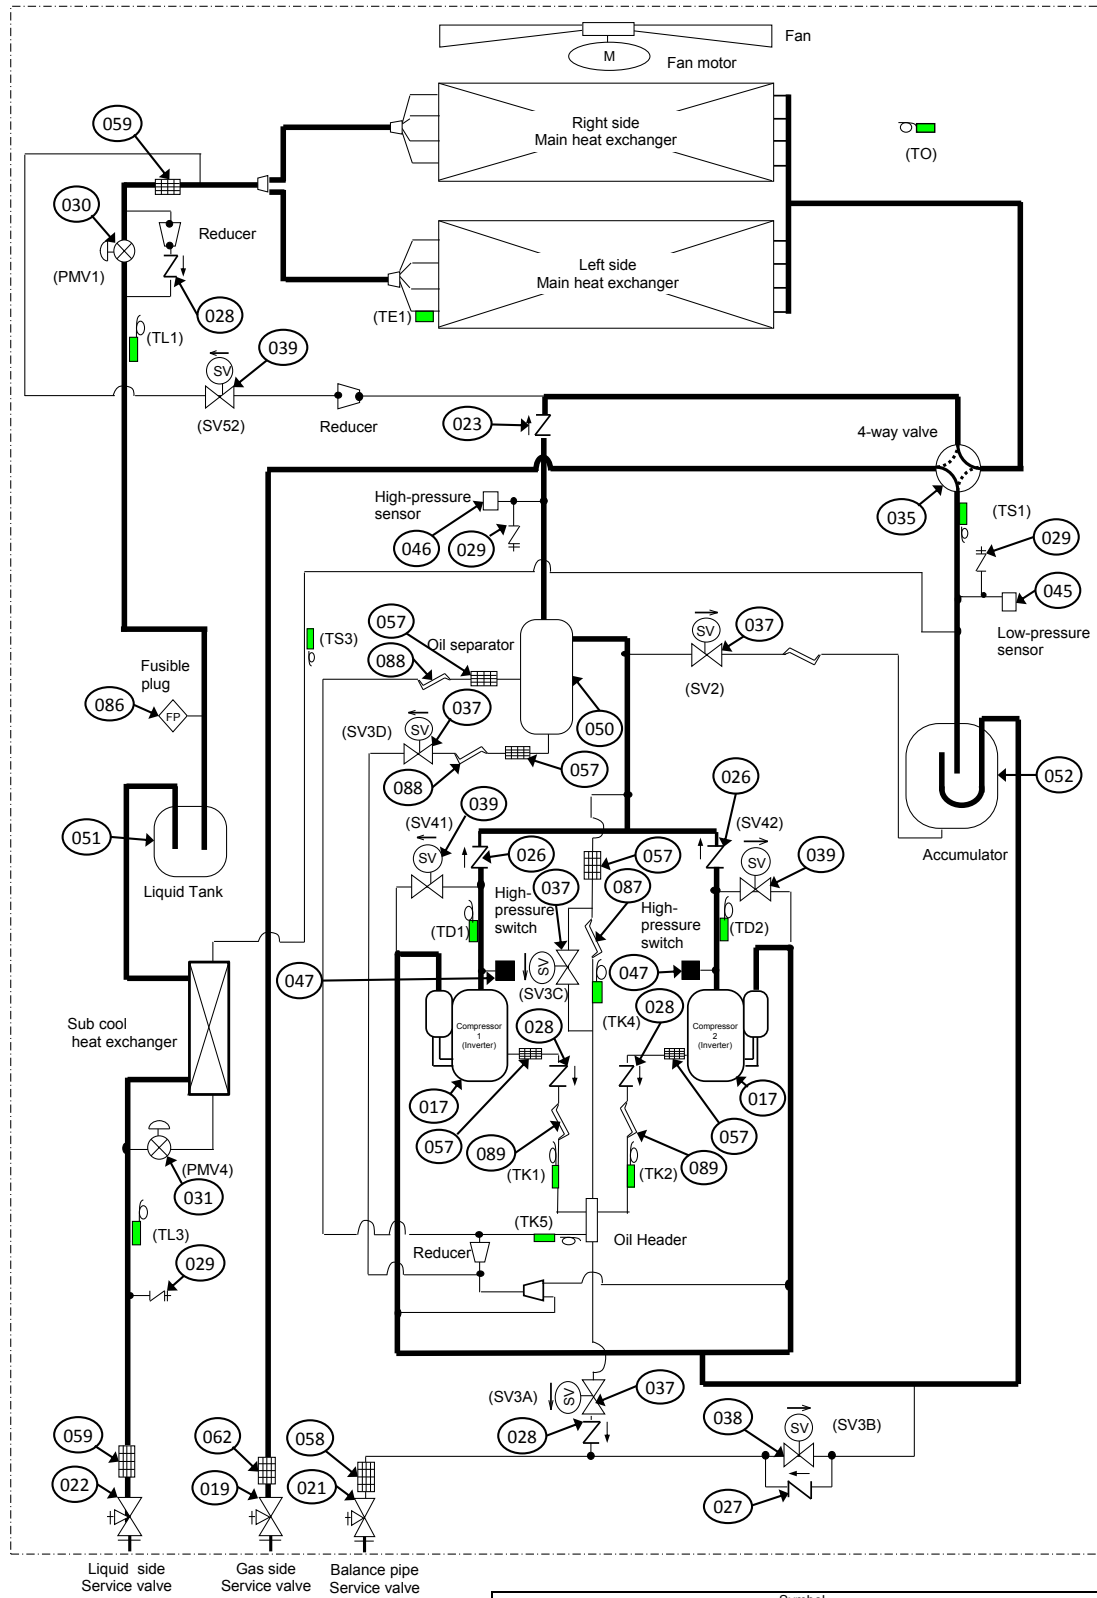 Fan
M
Fan motor
059
Right side
Main heat exchanger
(TO)
030
Reducer
(PMV1)
Left side
Main heat exchanger
028
(TE1)
(TL1)
039
SV
(SV52)
Reducer
023
4-way valve
High-pressure
sensor
035
(TS1)
046
029
029
045
Low-pressure
sensor
057
(TS3)
Oil separator
SV
037
088
(SV2)
Fusible
plug
086
FP
(SV3D)
SV
037
050
088
057
026
052
039
(SV41)
(SV42)
051
SV
026
057
SV
039
Accumulator
Liquid Tank
037
087
High-
pressure
switch
High-
pressure
switch
(TD1)
(TD2)
047
SV
(SV3C)
047
028
(TK4)
028
Sub cool
heat exchanger
Compressor
1
(Inverter)
Compressor
2
(Inverter)
017
017
057
057
089
089
(PMV4)
031
(TK1)
(TK2)
(TL3)
(TK5)
Oil Header
Reducer
029
(SV3A)
SV
037
028
038
SV
(SV3B)
059
062
058
022
019
021
027
Liquid side
Service valve
Gas side
Service valve
Balance pipe
Service valve
Symbol